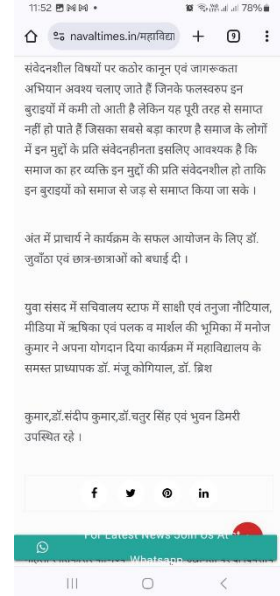 11:52
78%
navaltimes.in/महाविद्या
9
संवेदनशील विषयों पर कठोर कानून एवं जागरूकता
अभियान अवश्य चलाए जाते हैं जिनके फलस्वरुप इन
बुराइयों में कमी तो आती है लेकिन यह पूरी तरह से समाप्त
नहीं हो पाते हैं जिसका सबसे बड़ा कारण है समाज के लोगों
में इन मुद्दों के प्रति संवेदनहीनता इसलिए आवश्यक है कि
समाज का हर व्यक्ति इन मुद्दों की प्रति संवेदनशील हो ताकि
इन बुराइयों को समाज से जड़ से समाप्त किया जा सके ।
अंत में प्राचार्य ने कार्यक्रम के सफल आयोजन के लिए डॉ.
जुवाँठा एवं छात्र-छात्राओं को बधाई दी ।
युवा संसद में सचिवालय स्टाफ में साक्षी एवं तनुजा नौटियाल,
मीडिया में ऋषिका एवं पलक व मार्शल की भूमिका में मनोज
कुमार ने अपना योगदान दिया कार्यक्रम में महाविद्यालय के
समस्त प्राध्यापक डॉ. मंजू कोगियाल, डॉ. ब्रिश
कुमार,डॉ.संदीप कुमार,डॉ.चतुर सिंह एवं भुवन डिमरी
उपस्थित रहे ।
For Latest News Join Us At
Whatsapp